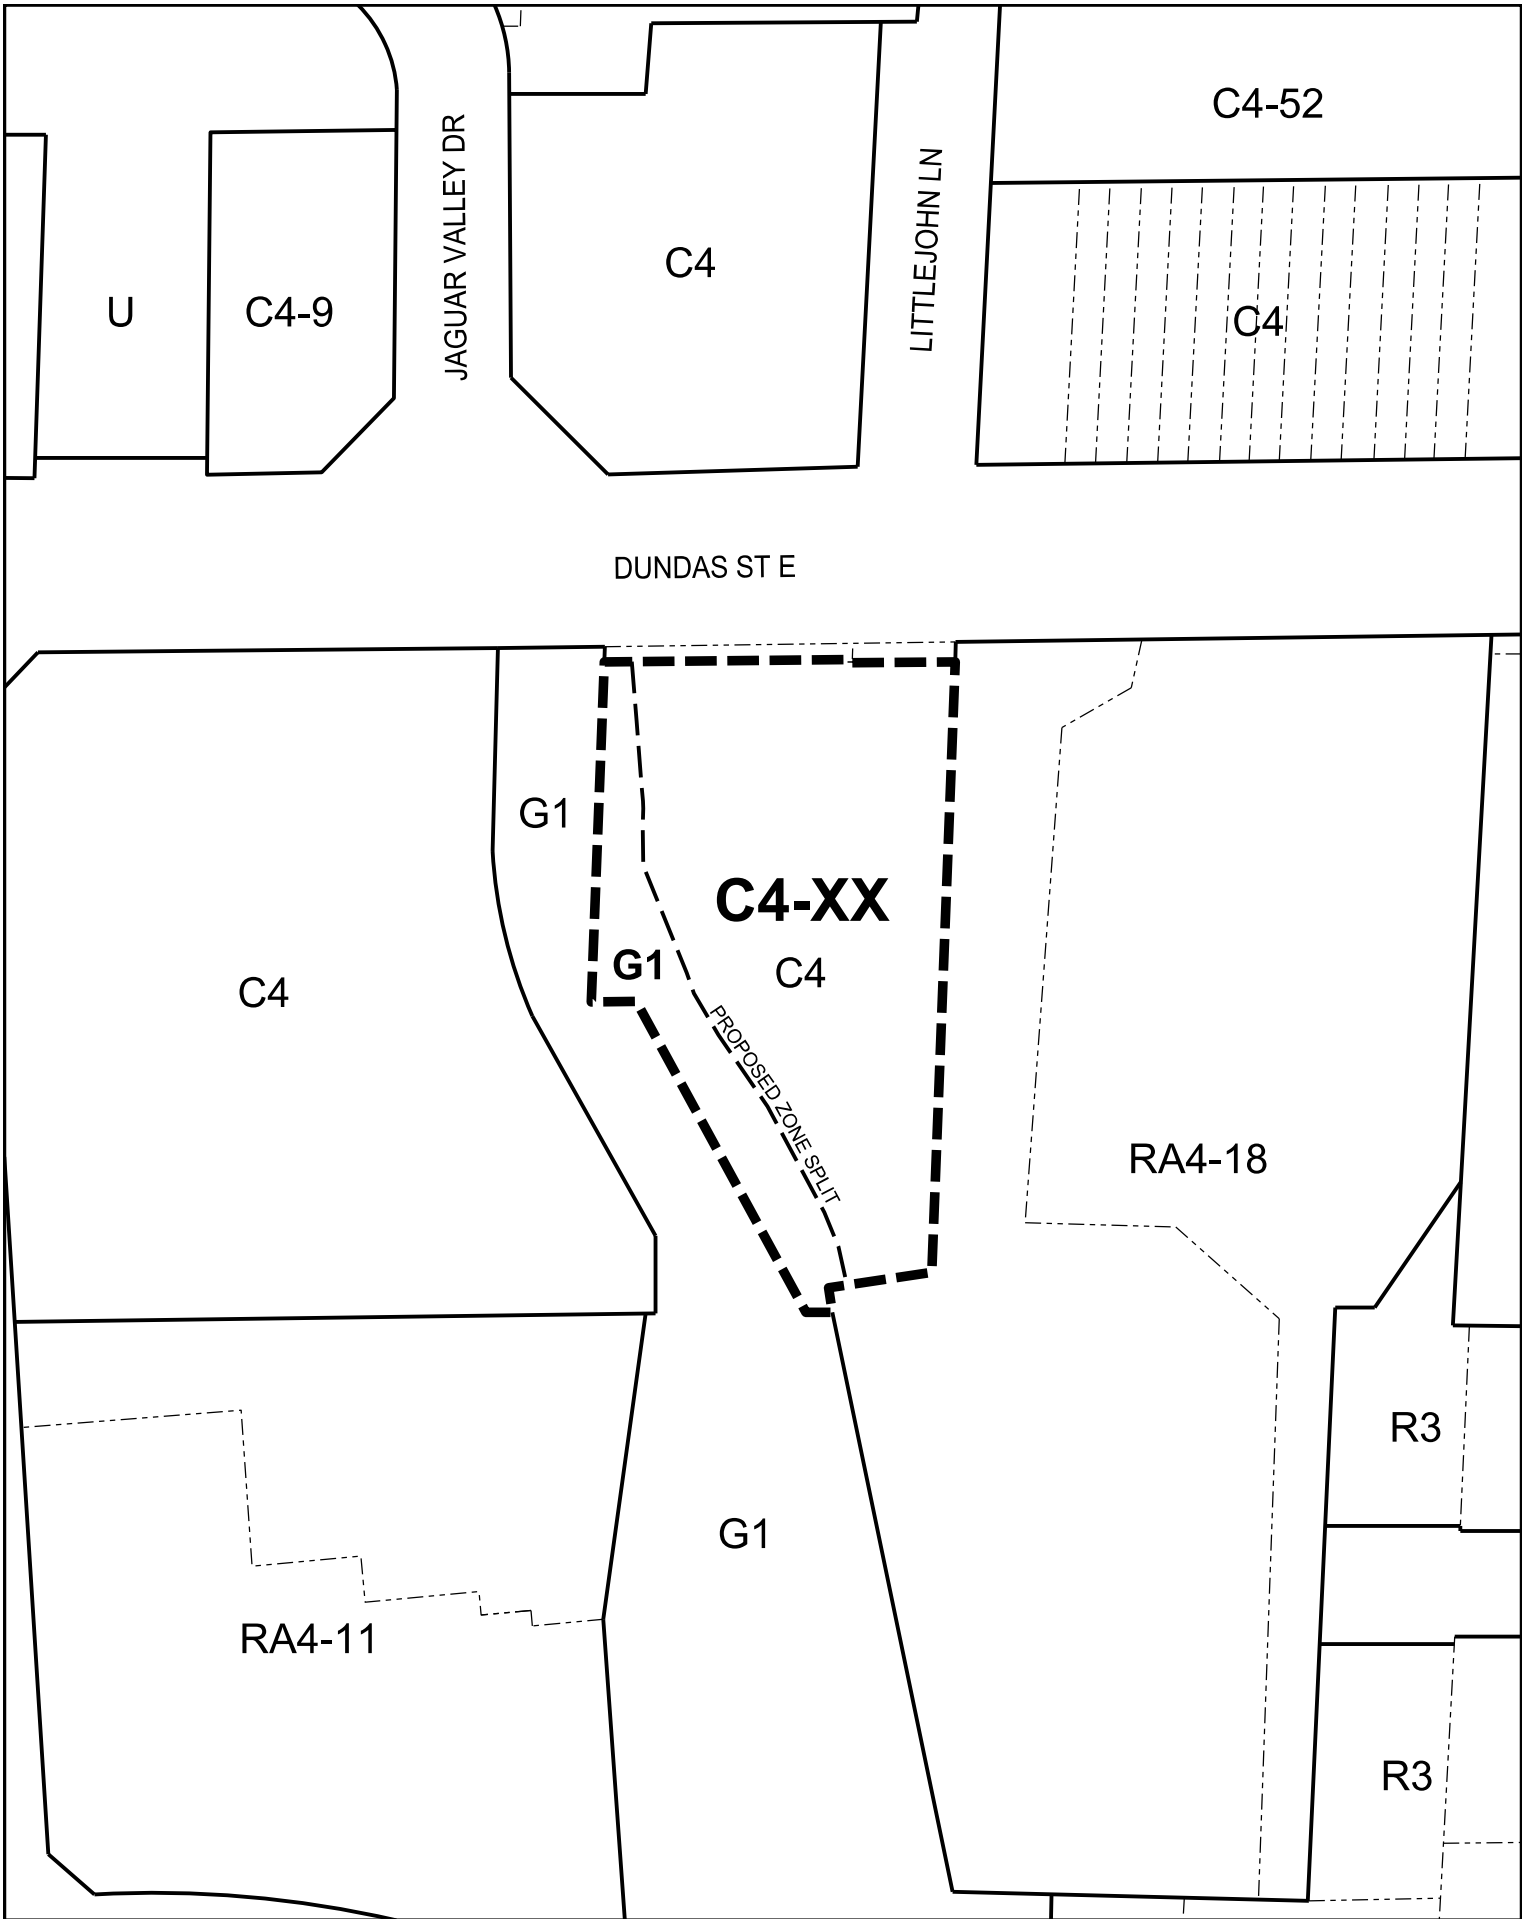 C4-52
JAGUAR VALLEY DR
LITTLEJOHN LN
C4
U
C4-9
C4
DUNDAS ST E
G1
C4-XX
G1
C4
C4
PROPOSED ZONE SPLIT
RA4-18
R3
G1
RA4-11
R3